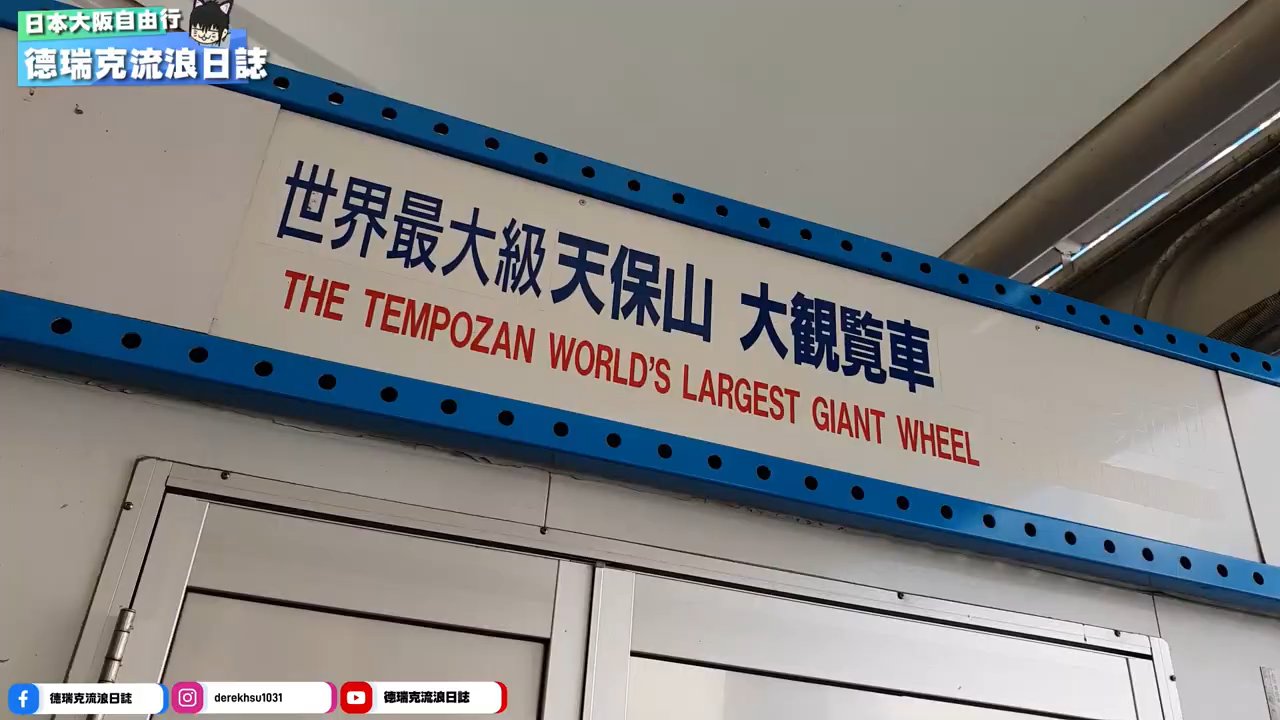 日本大阪自由行
德瑞克流浪日誌
世界最大級 天保山 大観覧車
THE TEMPOZAN WORLD'S LARGEST GIANT WHEEL
德瑞克流浪日誌
derekhsu1031
德瑞克流浪日誌